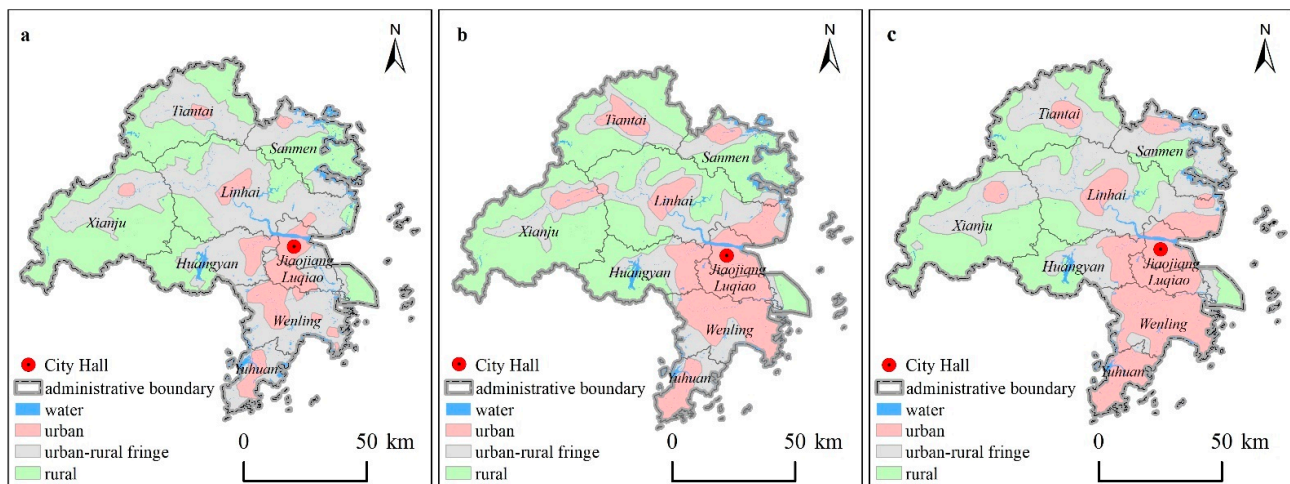 a
N
Tiantai
Sanmen
Linhai
Xianju
Huangyan
Jiaojiang
Luqiao
Wenling
Yuhuan
City Hall
administrative boundary
water
urban
urban-rural fringe
rural
0 50 km
b
N
Tiantai
Sanmen
Linhai
Xianju
Huangyan
Jiaojiang
Luqiao
Wenling
Yuhuan
City Hall
administrative boundary
water
urban
urban-rural fringe
rural
0 50 km
c
N
Tiantai
Sanmen
Linhai
Xianju
Huangyan
Jiaojiang
Luqiao
Wenling
Yuhuan
City Hall
administrative boundary
water
urban
urban-rural fringe
rural
0 50 km